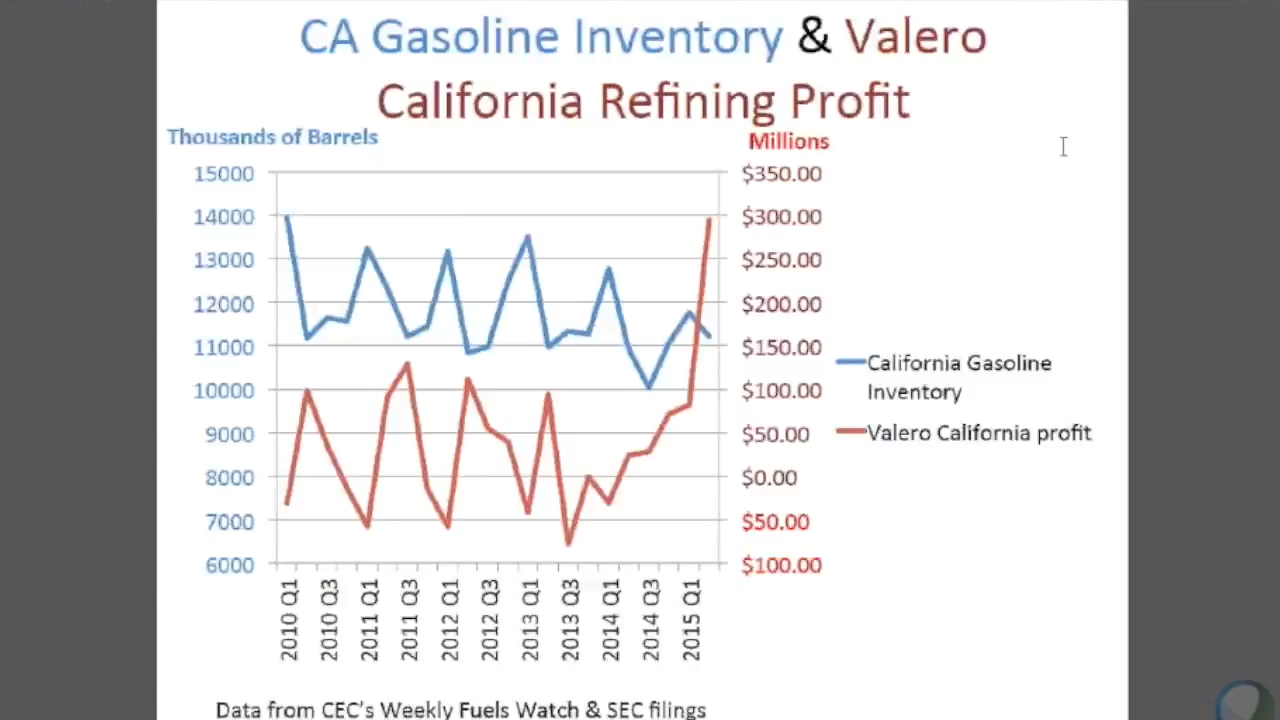 CA Gasoline Inventory & Valero
California Refining Profit
Thousands of Barrels
Millions
15000
14000
13000
12000
11000
10000
9000
8000
7000
6000
$350.00
$300.00
$250.00
$200.00
$150.00
$100.00
$50.00
$0.00
$50.00
$100.00
California Gasoline
Inventory
Valero California profit
2010 Q1
2010 Q3
2011 Q1
2011 Q3
2012 Q1
2012 Q3
2013 Q1
2013 Q3
2014 Q1
2014 Q3
2015 Q1
Data from CEC's Weekly Fuels Watch & SEC filings